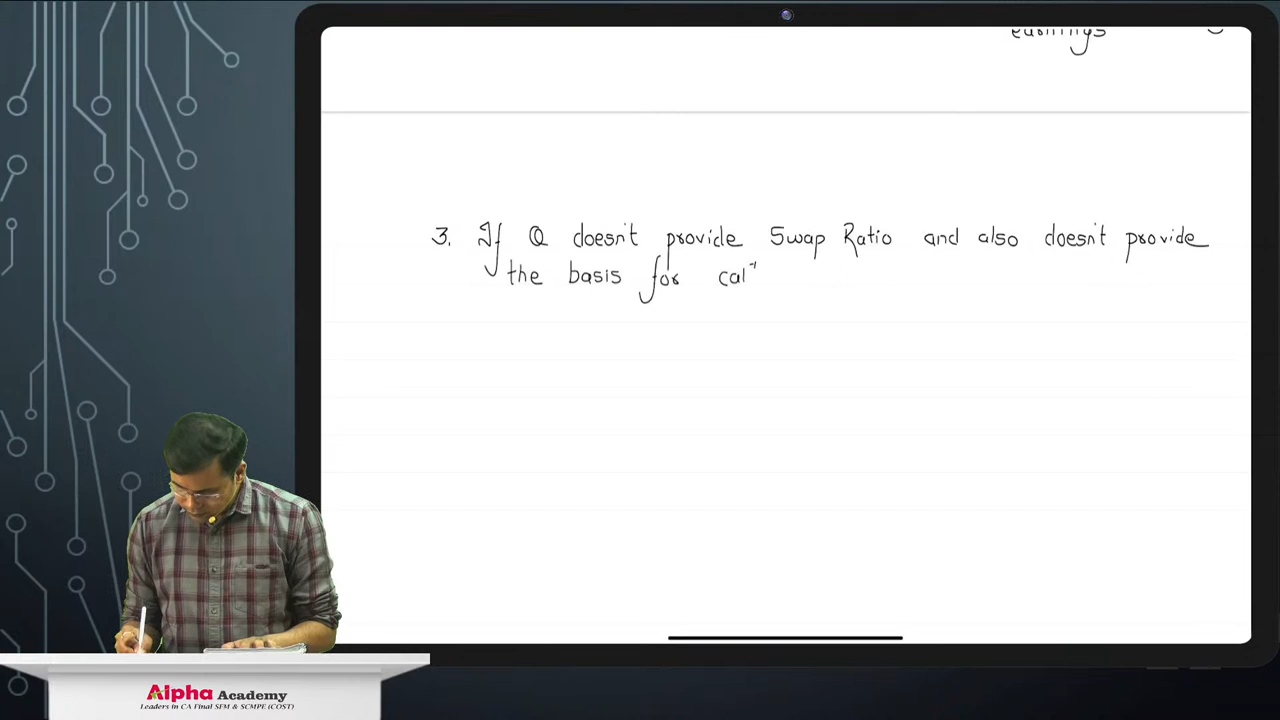 earnings
3. If Q doesn't provide Swap Ratio and also doesn't provide
the basis for calⁿ
Alpha Academy
Leaders in CA Final SFM & SCMPE (COST)